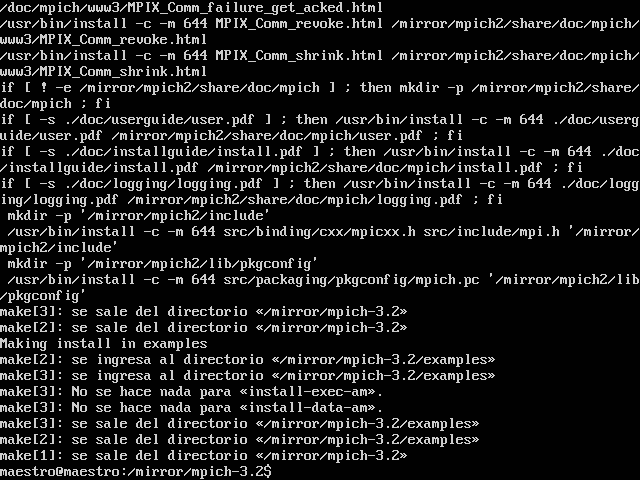 /doc/mpich/www3/MPIX_Comm_failure_get_acked.html
/usr/bin/install -c -m 644 MPIX_Comm_revoke.html /mirror/mpich2/share/doc/mpich/
www3/MPIX_Comm_revoke.html
/usr/bin/install -c -m 644 MPIX_Comm_shrink.html /mirror/mpich2/share/doc/mpich/
www3/MPIX_Comm_shrink.html
if [ ! -e /mirror/mpich2/share/doc/mpich ] ; then mkdir -p /mirror/mpich2/share/
doc/mpich ; fi
if [ -s ./doc/userguide/user.pdf ] ; then /usr/bin/install -c -m 644 ./doc/userg
uide/user.pdf /mirror/mpich2/share/doc/mpich/user.pdf ; fi
if [ -s ./doc/installguide/install.pdf ] ; then /usr/bin/install -c -m 644 ./doc
/installguide/install.pdf /mirror/mpich2/share/doc/mpich/install.pdf ; fi
if [ -s ./doc/logging/logging.pdf ] ; then /usr/bin/install -c -m 644 ./doc/logg
ing/logging.pdf /mirror/mpich2/share/doc/mpich/logging.pdf ; fi
 mkdir -p '/mirror/mpich2/include'
 /usr/bin/install -c -m 644 src/binding/cxx/mpicxx.h src/include/mpi.h '/mirror/
mpich2/include'
 mkdir -p '/mirror/mpich2/lib/pkgconfig'
 /usr/bin/install -c -m 644 src/packaging/pkgconfig/mpich.pc '/mirror/mpich2/lib
/pkgconfig'
make[3]: se sale del directorio «/mirror/mpich-3.2»
make[2]: se sale del directorio «/mirror/mpich-3.2»
Making install in examples
make[2]: se ingresa al directorio «/mirror/mpich-3.2/examples»
make[3]: se ingresa al directorio «/mirror/mpich-3.2/examples»
make[3]: No se hace nada para «install-exec-am».
make[3]: No se hace nada para «install-data-am».
make[3]: se sale del directorio «/mirror/mpich-3.2/examples»
make[2]: se sale del directorio «/mirror/mpich-3.2/examples»
make[1]: se sale del directorio «/mirror/mpich-3.2»
maestro@maestro:/mirror/mpich-3.2$